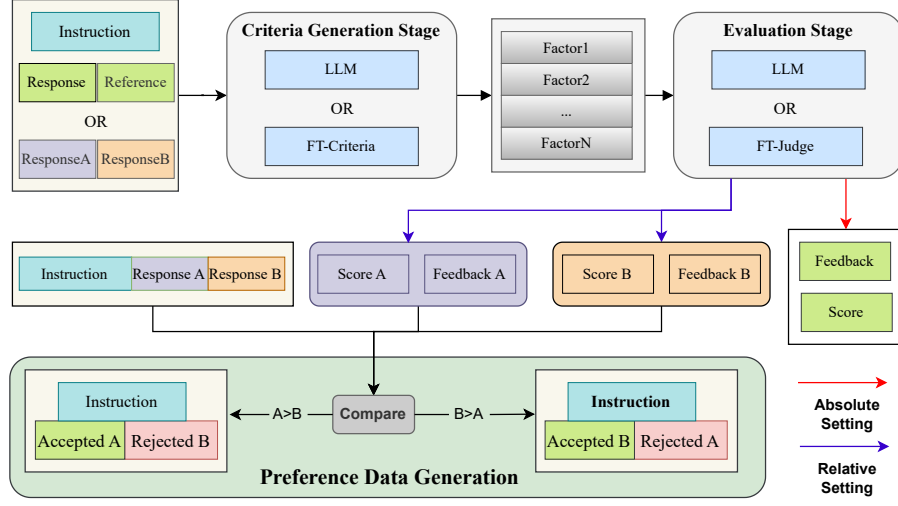 Instruction
Response
Reference
OR
ResponseA
ResponseB
Criteria Generation Stage
LLM
OR
FT-Criteria
Factor1
Factor2
...
FactorN
Evaluation Stage
LLM
OR
FT-Judge
Instruction
Response A
Response B
Score A
Feedback A
Score B
Feedback B
Feedback
Score
Instruction
Accepted A
Rejected B
A>B
Compare
B>A
Instruction
Accepted B
Rejected A
Preference Data Generation
Absolute
Setting
Relative
Setting